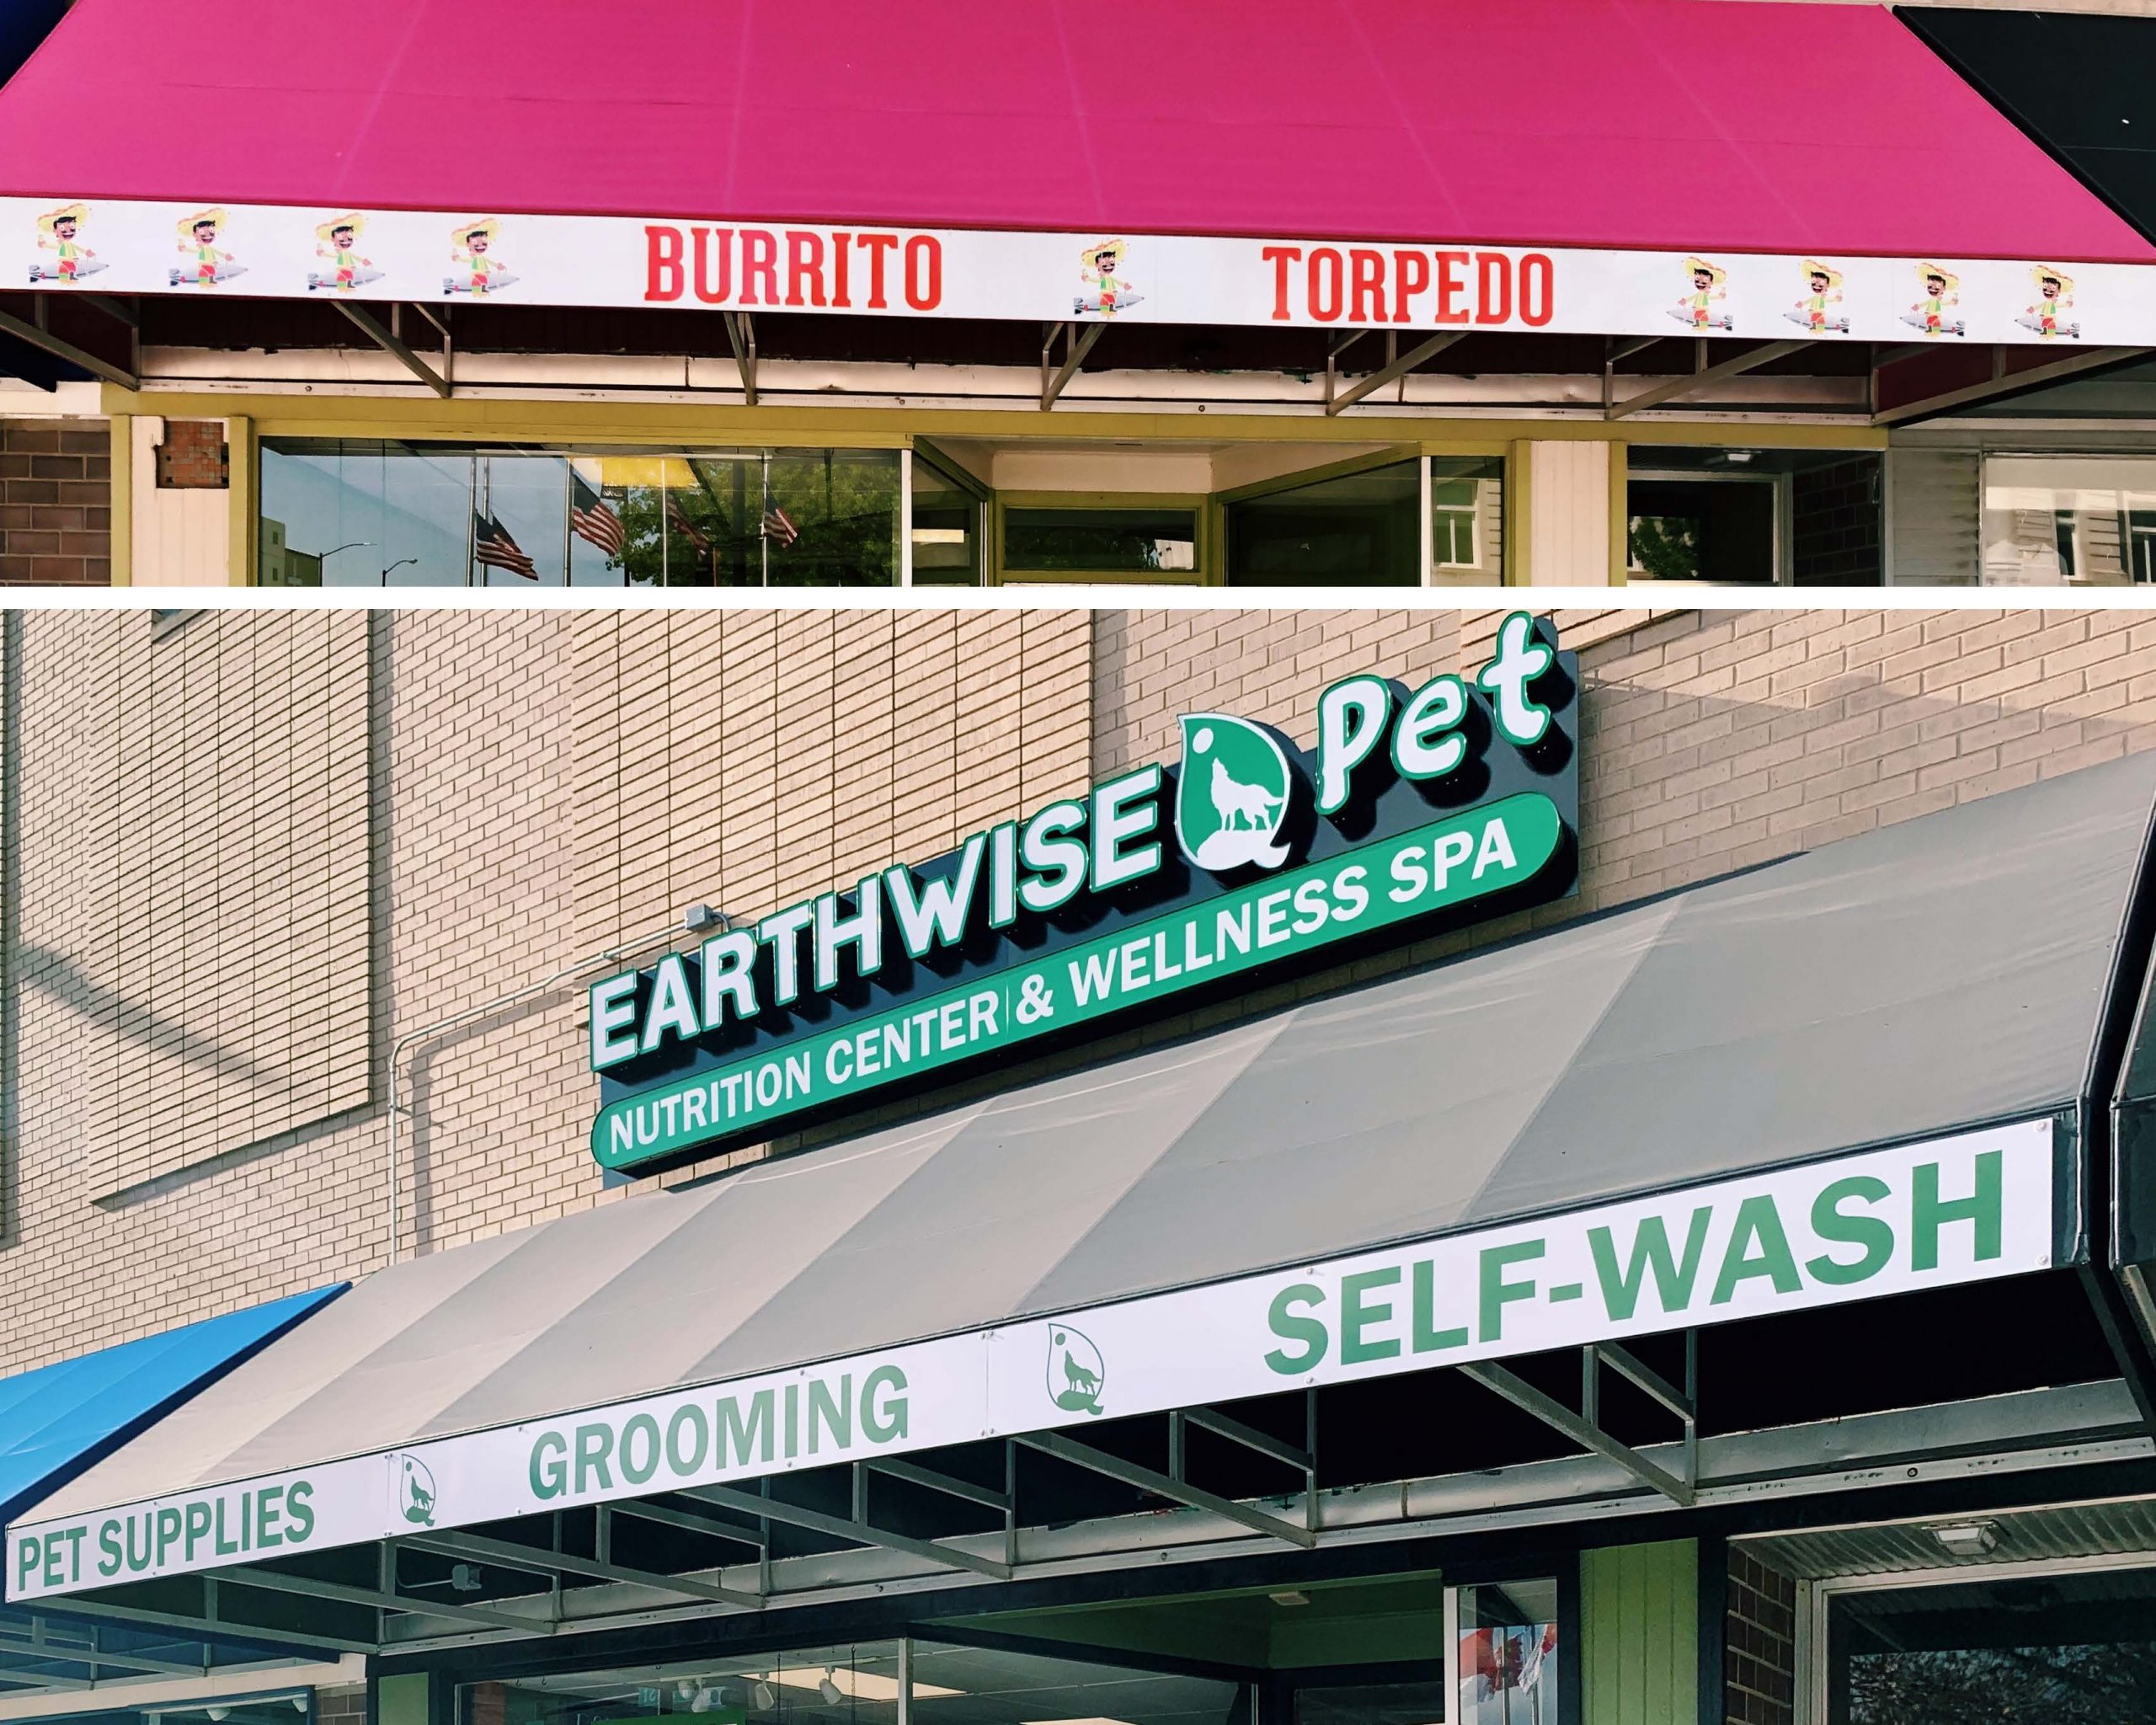 BURRITO TORPEDO
EARTHWISE Pet
NUTRITION CENTER & WELLNESS SPA
PET SUPPLIES GROOMING SELF-WASH